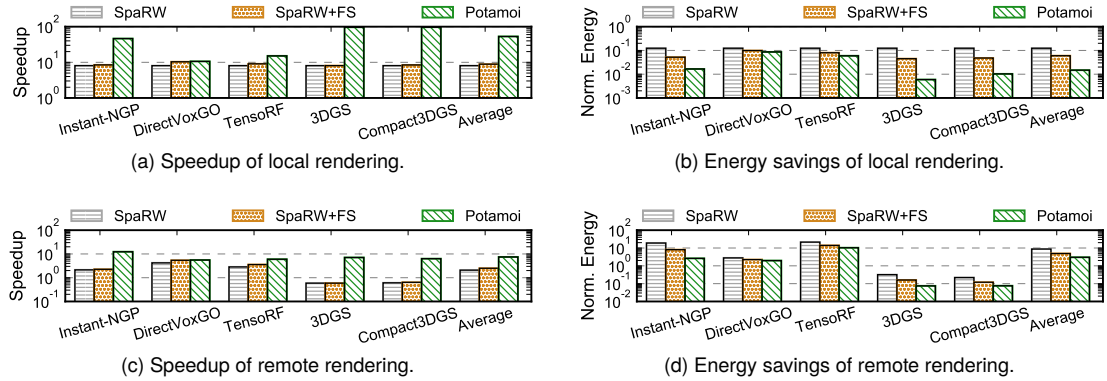 SpaRW SpaRW+FS Potamoi
Speedup
10^2
10^1
10^0
Instant-NGP DirectVoxGO TensoRF 3DGS Compact3DGS Average
(a) Speedup of local rendering.
SpaRW SpaRW+FS Potamoi
Norm. Energy
10^0
10^-1
10^-2
10^-3
Instant-NGP DirectVoxGO TensoRF 3DGS Compact3DGS Average
(b) Energy savings of local rendering.
SpaRW SpaRW+FS Potamoi
Speedup
10^2
10^1
10^0
10^-1
Instant-NGP DirectVoxGO TensoRF 3DGS Compact3DGS Average
(c) Speedup of remote rendering.
SpaRW SpaRW+FS Potamoi
Norm. Energy
10^2
10^1
10^0
10^-1
10^-2
Instant-NGP DirectVoxGO TensoRF 3DGS Compact3DGS Average
(d) Energy savings of remote rendering.